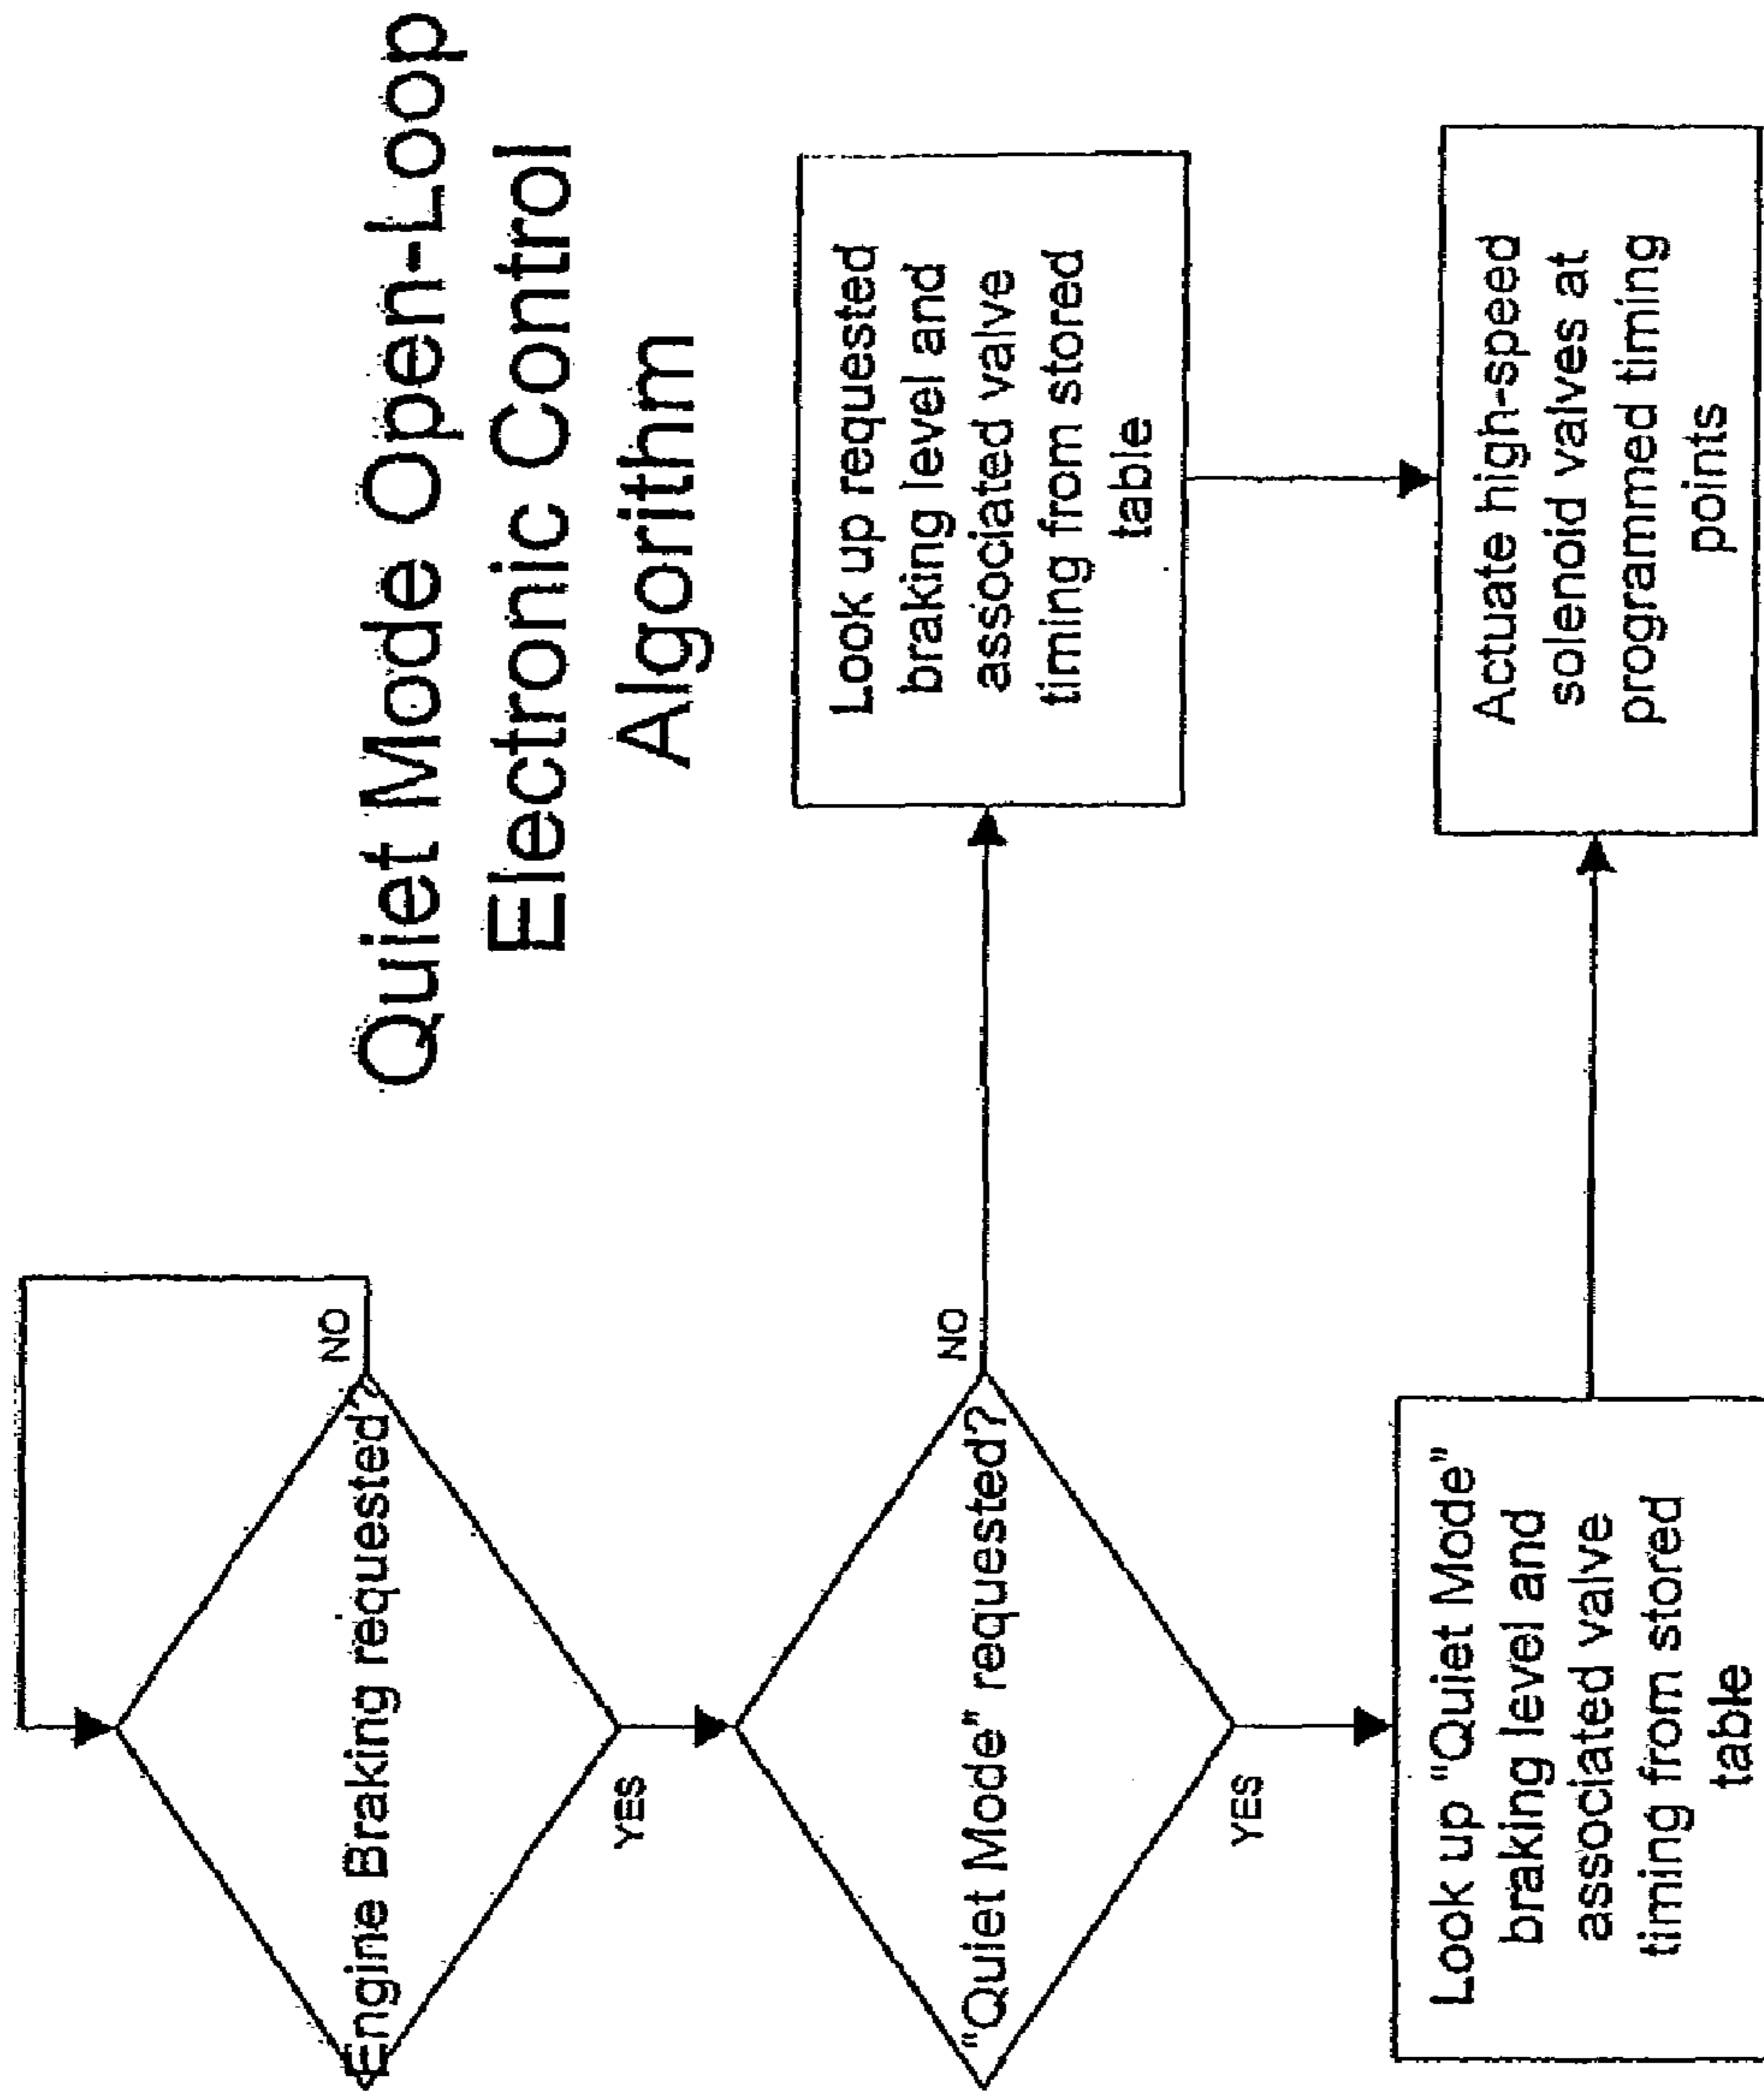 Quiet Mode Open-Loop
Electronic Control
Algorithm
Engine Braking requested?
NO
YES
"Quiet Mode" requested?
NO
YES
Look up requested
braking level and
associated valve
timing from stored
table
Look up "Quiet Mode"
braking level and
associated valve
timing from stored
table
Actuate high-speed
solenoid valves at
programmed timing
points